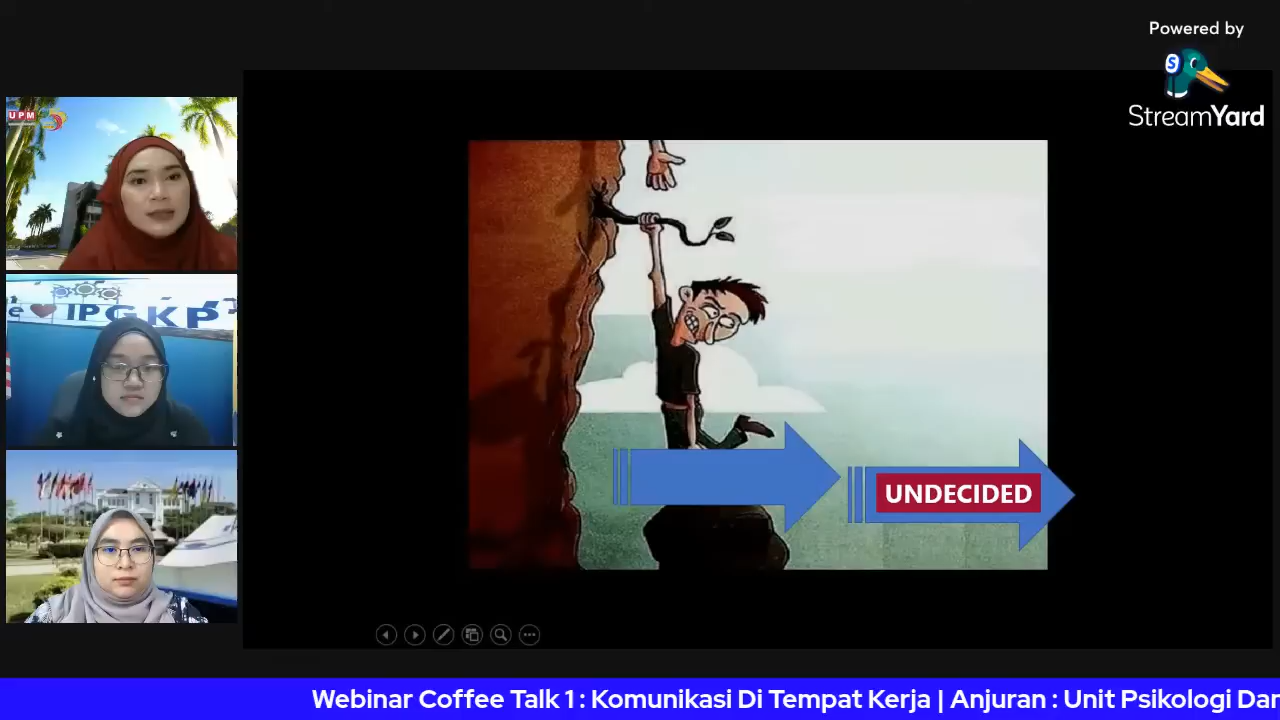 Powered by
S
StreamYard
UPM
e ❤ IPGKP
UNDECIDED
Webinar Coffee Talk 1 : Komunikasi Di Tempat Kerja | Anjuran : Unit Psikologi Dan